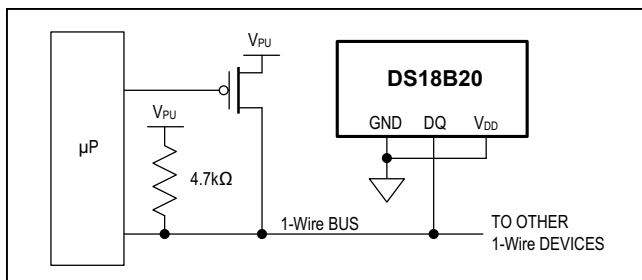 VPU
DS18B20
GND DQ VDD
VPU
µP
4.7kΩ
1-Wire BUS
TO OTHER
1-Wire DEVICES